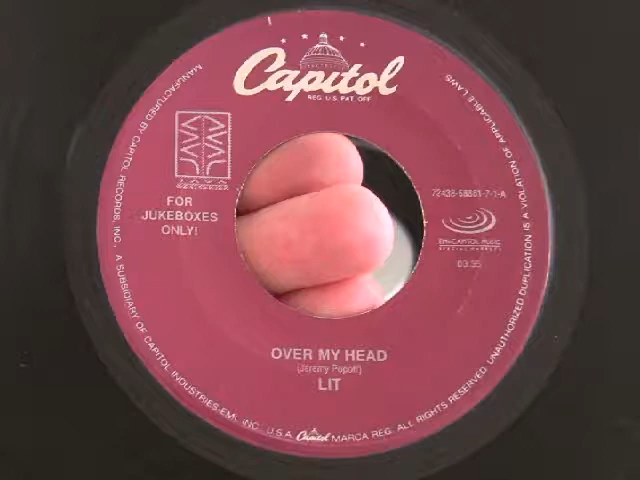 Capitol
REG. U.S. PAT. OFF.
FOR
JUKEBOXES
ONLY!
72438-58881-7-1-A
EMI-CAPITOL MUSIC
SPECIAL MARKETS
03:35
OVER MY HEAD
(Jeremy Popoff)
LIT
MANUFACTURED BY CAPITOL RECORDS, INC., A SUBSIDIARY OF CAPITOL INDUSTRIES-EMI, INC., U.S.A. Capitol MARCA REG. ALL RIGHTS RESERVED. UNAUTHORIZED DUPLICATION IS A VIOLATION OF APPLICABLE LAWS